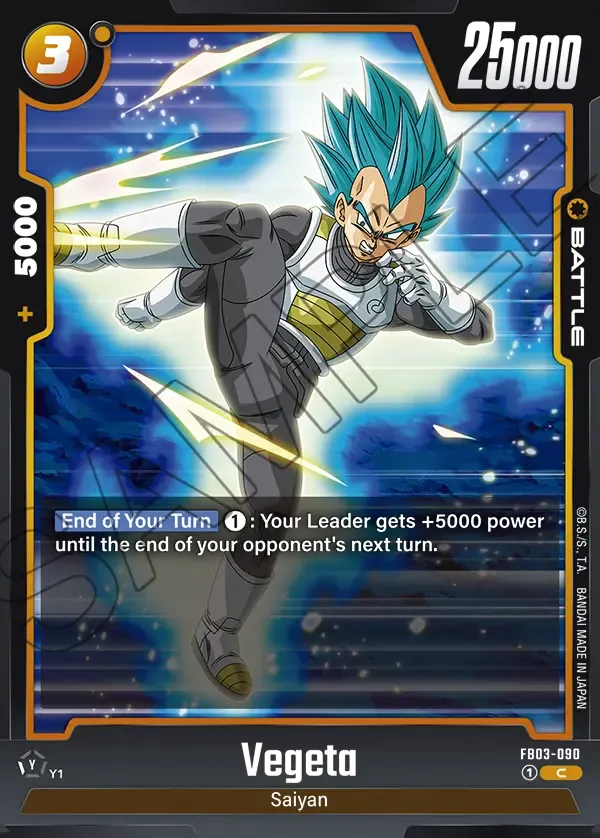 3
25000
+ 5000
BATTLE
SAMPLE
End of Your Turn 1 : Your Leader gets +5000 power
until the end of your opponent's next turn.
©B.S./S., T.A. BANDAI MADE IN JAPAN
Vegeta
FB03-090
Y Y1
1 C
Saiyan